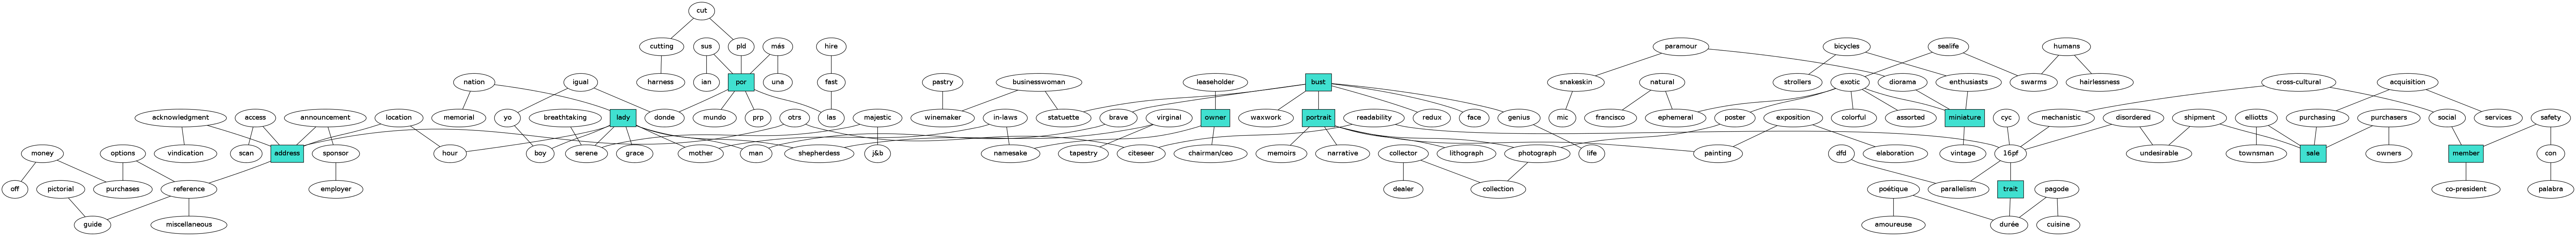 cut
cutting
sus
pld
más
hire
paramour
bicycles
sealife
humans
nation
igual
harness
ian
por
una
fast
pastry
businesswoman
leaseholder
bust
snakeskin
natural
strollers
exotic
diorama
enthusiasts
swarms
hairlessness
cross-cultural
acquisition
acknowledgment
access
announcement
location
memorial
yo
breathtaking
lady
donde
mundo
prp
otrs
las
majestic
winemaker
in-laws
statuette
brave
virginal
owner
waxwork
portrait
readability
redux
face
genius
mic
francisco
ephemeral
poster
exposition
colorful
assorted
miniature
cyc
mechanistic
disordered
shipment
elliotts
purchasing
purchasers
social
services
safety
money
options
vindication
scan
address
sponsor
hour
boy
serene
grace
mother
man
shepherdess
j&b
namesake
tapestry
citeseer
chairman/ceo
memoirs
narrative
collector
lithograph
photograph
life
painting
dfd
elaboration
vintage
16pf
undesirable
townsman
sale
owners
member
con
off
pictorial
purchases
reference
employer
dealer
collection
poétique
parallelism
trait
pagode
co-president
palabra
guide
miscellaneous
amoureuse
durée
cuisine